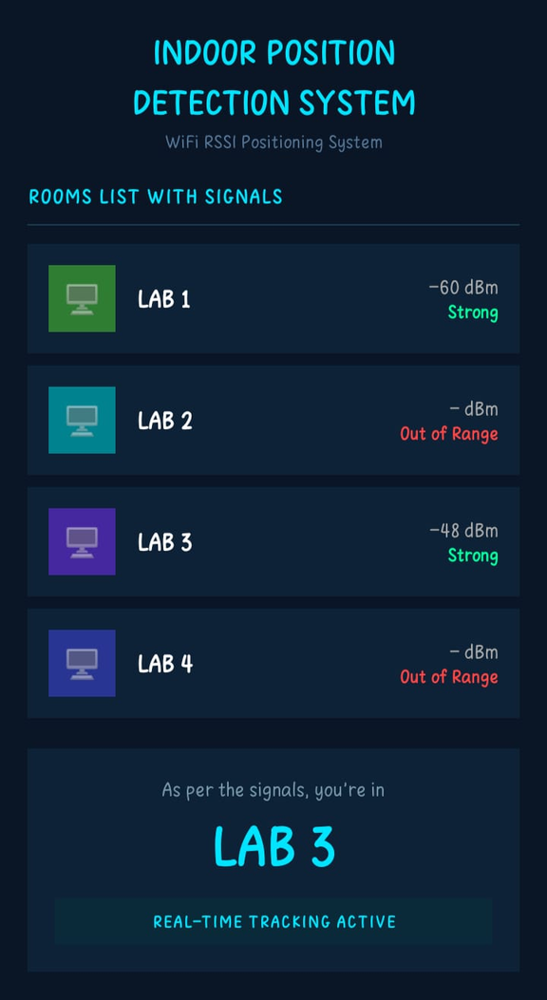 INDOOR POSITION
DETECTION SYSTEM
WiFi RSSI Positioning System
ROOMS LIST WITH SIGNALS
LAB 1
-60 dBm
Strong
LAB 2
- dBm
Out of Range
LAB 3
-48 dBm
Strong
LAB 4
- dBm
Out of Range
As per the signals, you're in
LAB 3
REAL-TIME TRACKING ACTIVE